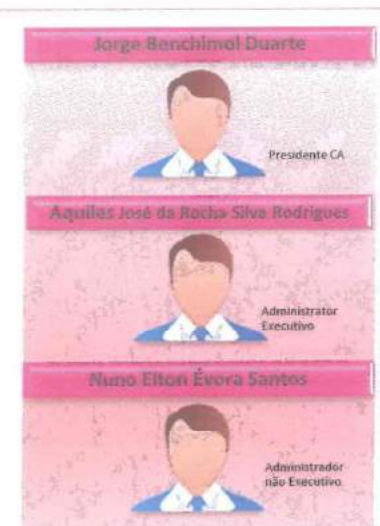 Jorge Benchimol Duarte
Presidente CA
Aquiles José da Rocha Silva Rodrigues
Administrator
Executivo
Nuno Elton Évora Santos
Administrador
não Executivo